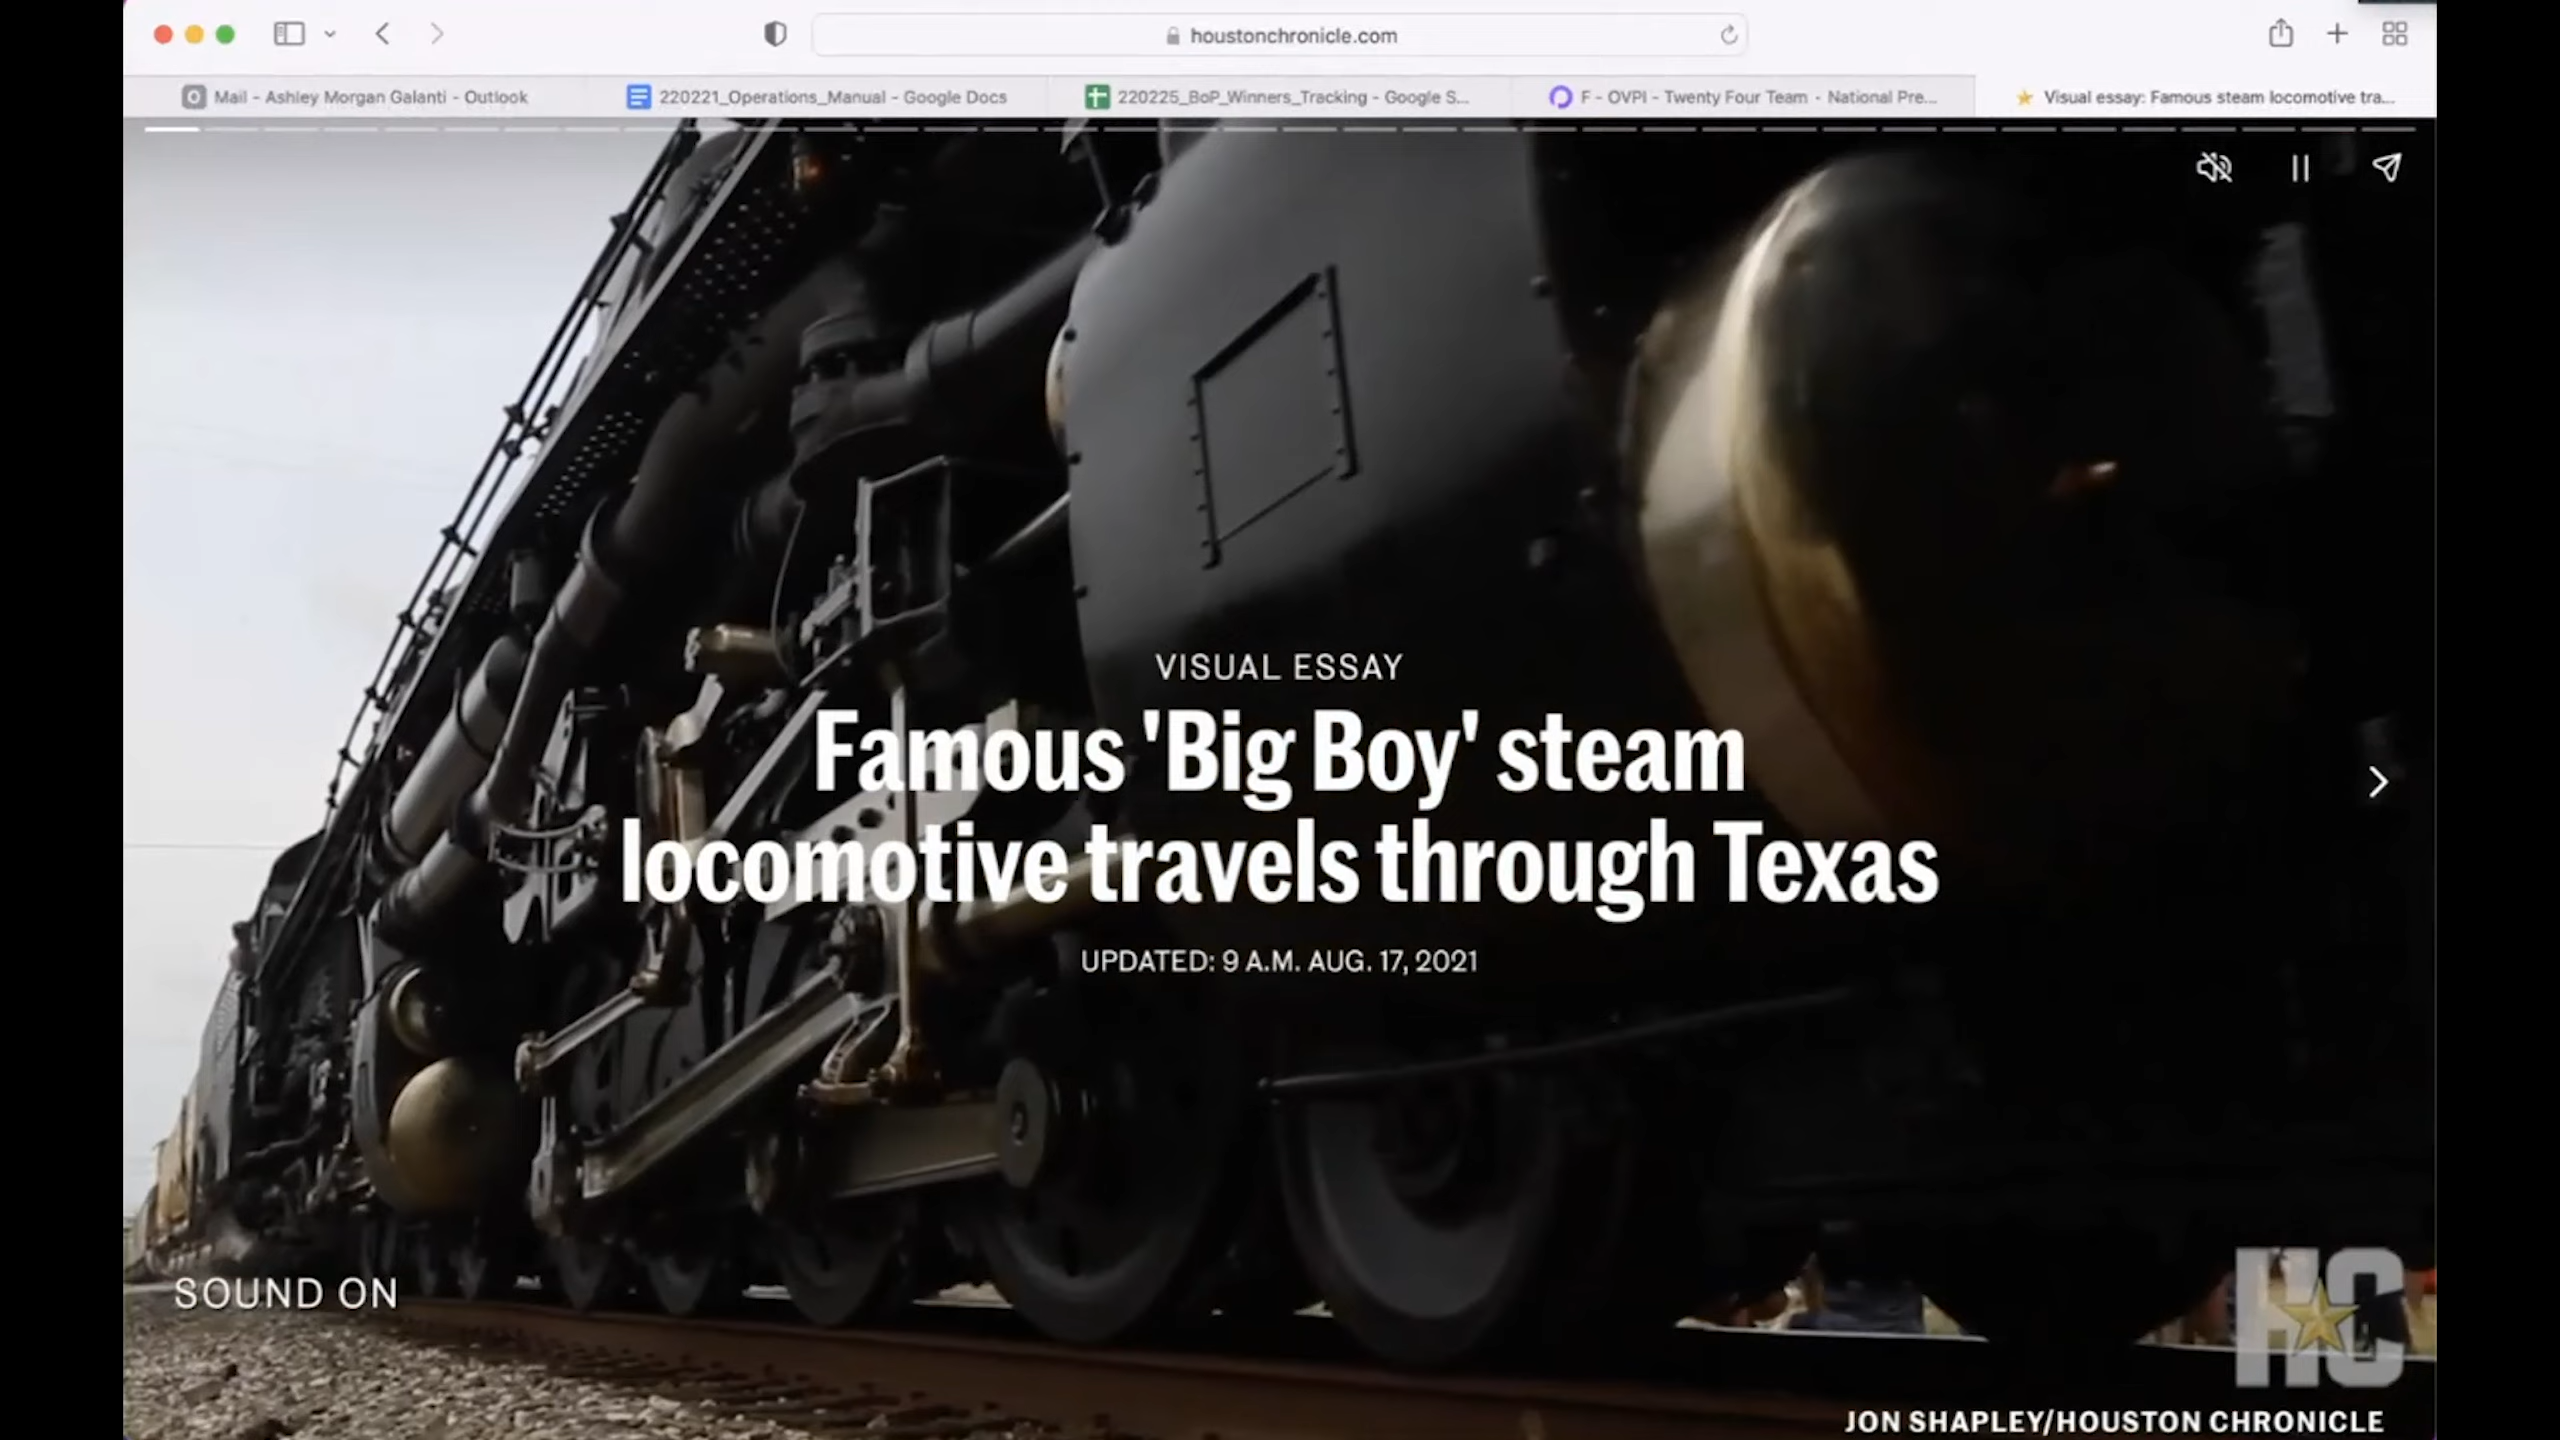 houstonchronicle.com
Mail - Ashley Morgan Galanti - Outlook
220221_Operations_Manual - Google Docs
220225_BoP_Winners_Tracking - Google S...
F - OVPI - Twenty Four Team - National Pre...
Visual essay: Famous steam locomotive tra...
VISUAL ESSAY
Famous 'Big Boy' steam
locomotive travels through Texas
UPDATED: 9 A.M. AUG. 17, 2021
SOUND ON
HC
JON SHAPLEY/HOUSTON CHRONICLE